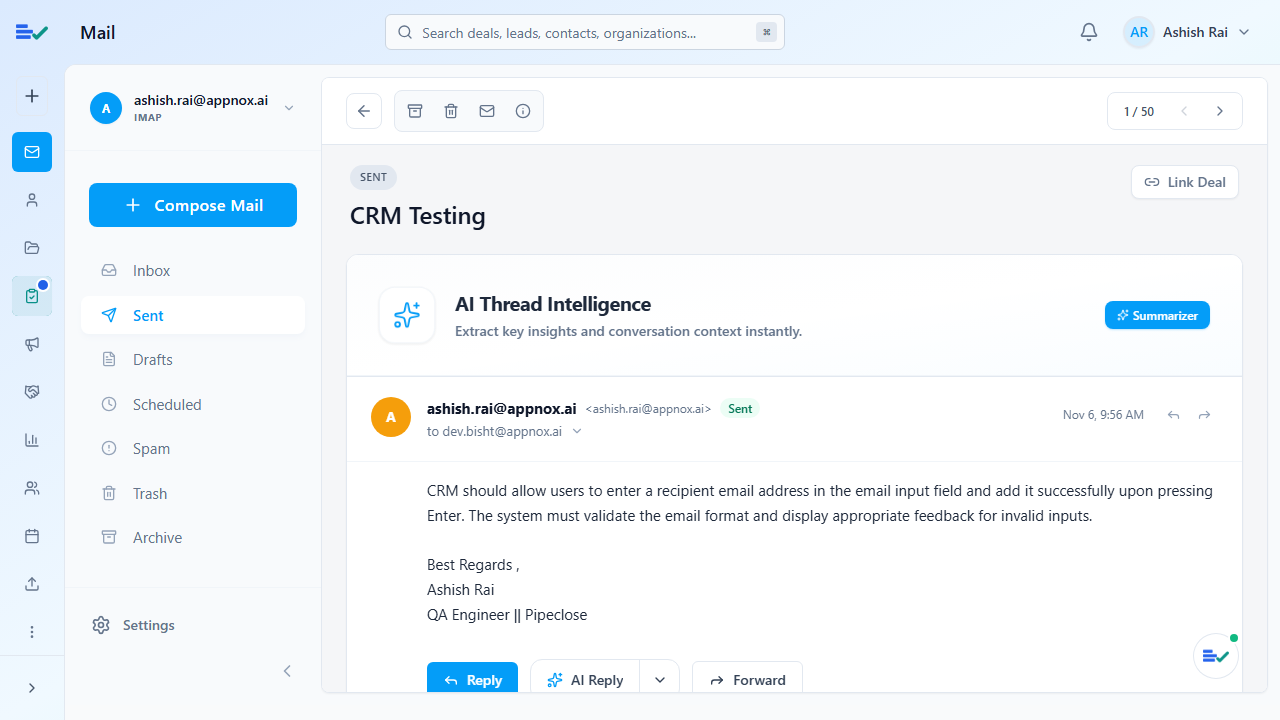 Mail
Search deals, leads, contacts, organizations...
⌘
AR
Ashish Rai
A
ashish.rai@appnox.ai
IMAP
Compose Mail
Inbox
Sent
Drafts
Scheduled
Spam
Trash
Archive
Settings
1 / 50
SENT
Link Deal
CRM Testing
AI Thread Intelligence
Extract key insights and conversation context instantly.
Summarizer
A
ashish.rai@appnox.ai <ashish.rai@appnox.ai> Sent
Nov 6, 9:56 AM
to dev.bisht@appnox.ai
CRM should allow users to enter a recipient email address in the email input field and add it successfully upon pressing
Enter. The system must validate the email format and display appropriate feedback for invalid inputs.
Best Regards ,
Ashish Rai
QA Engineer || Pipeclose
Reply
AI Reply
Forward